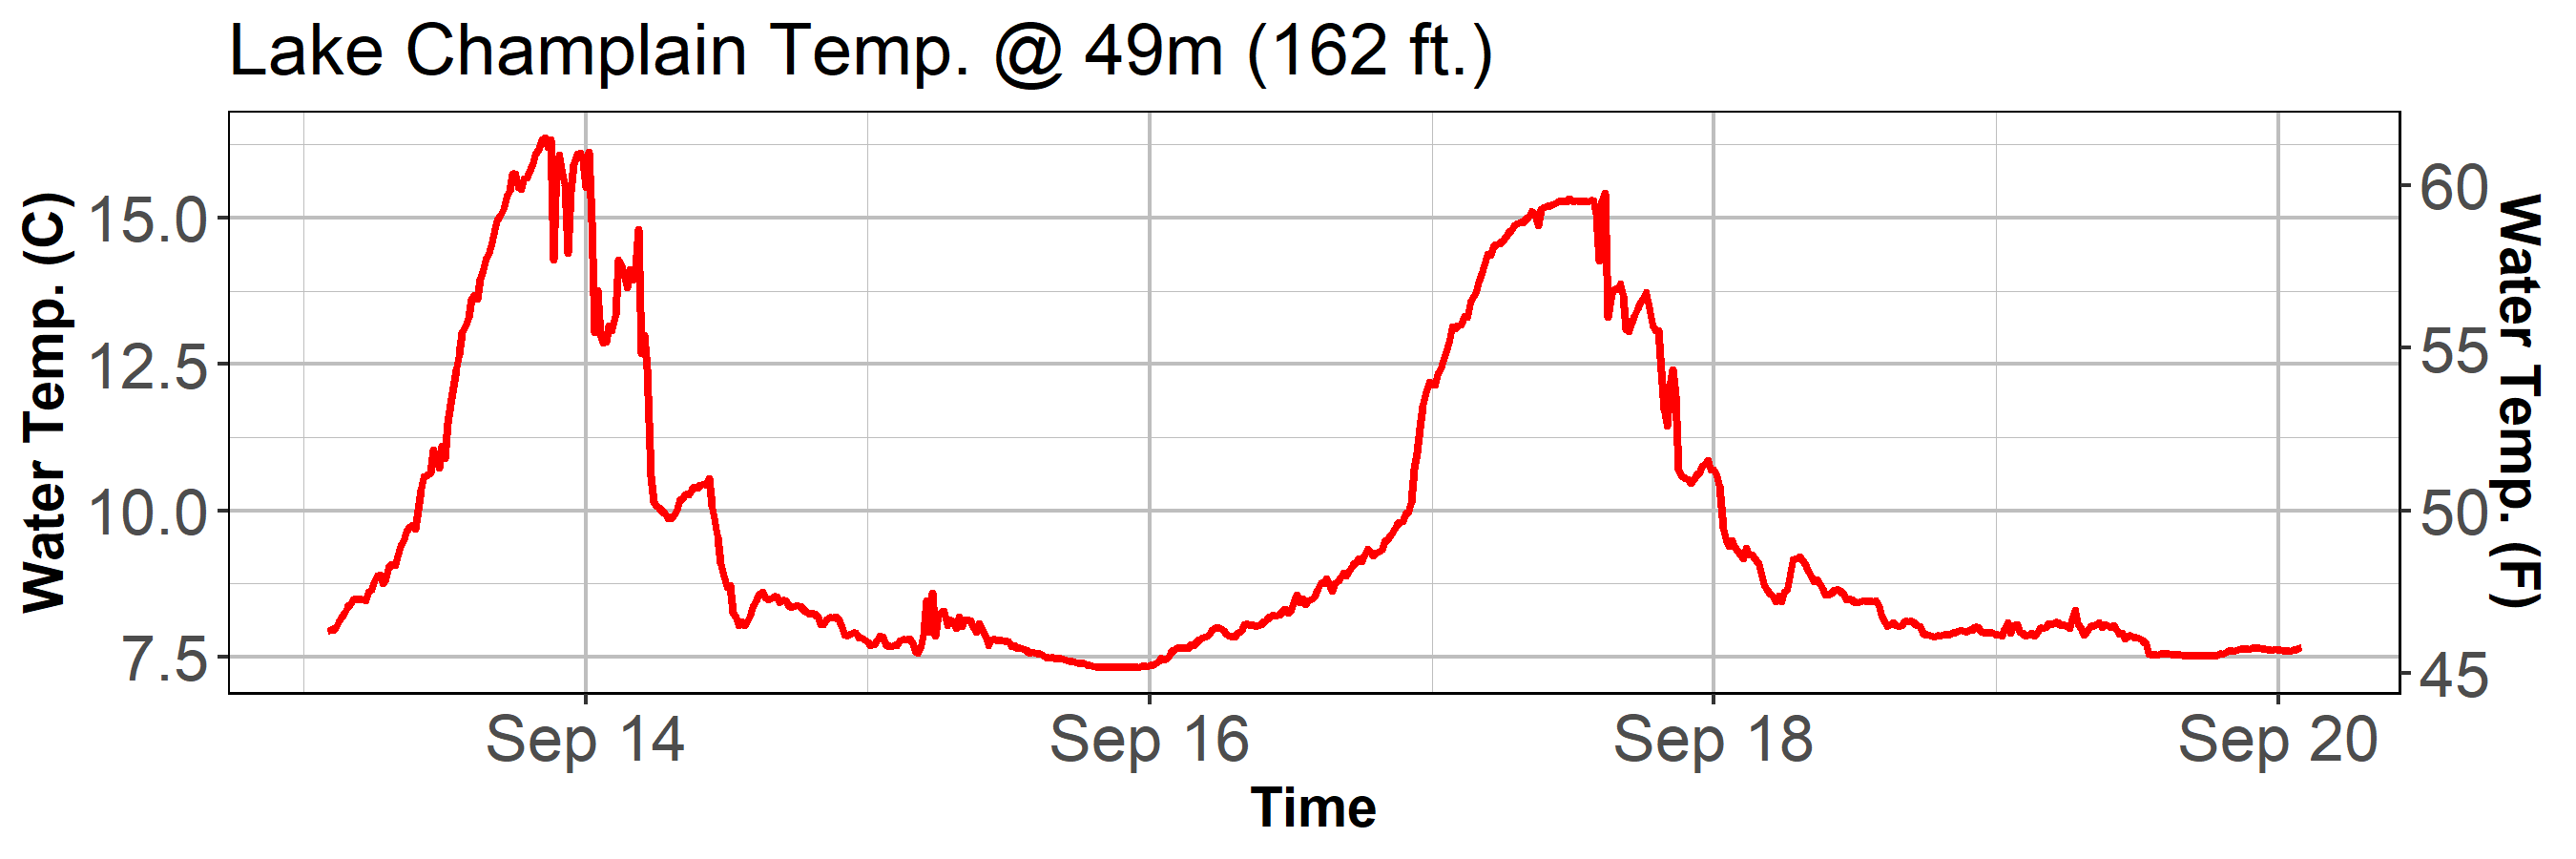 Lake Champlain Temp. @ 49m (162 ft.)
Water Temp. (C)
15.0
12.5
10.0
7.5
60
55
50
45
Water Temp. (F)
Sep 14
Sep 16
Sep 18
Sep 20
Time